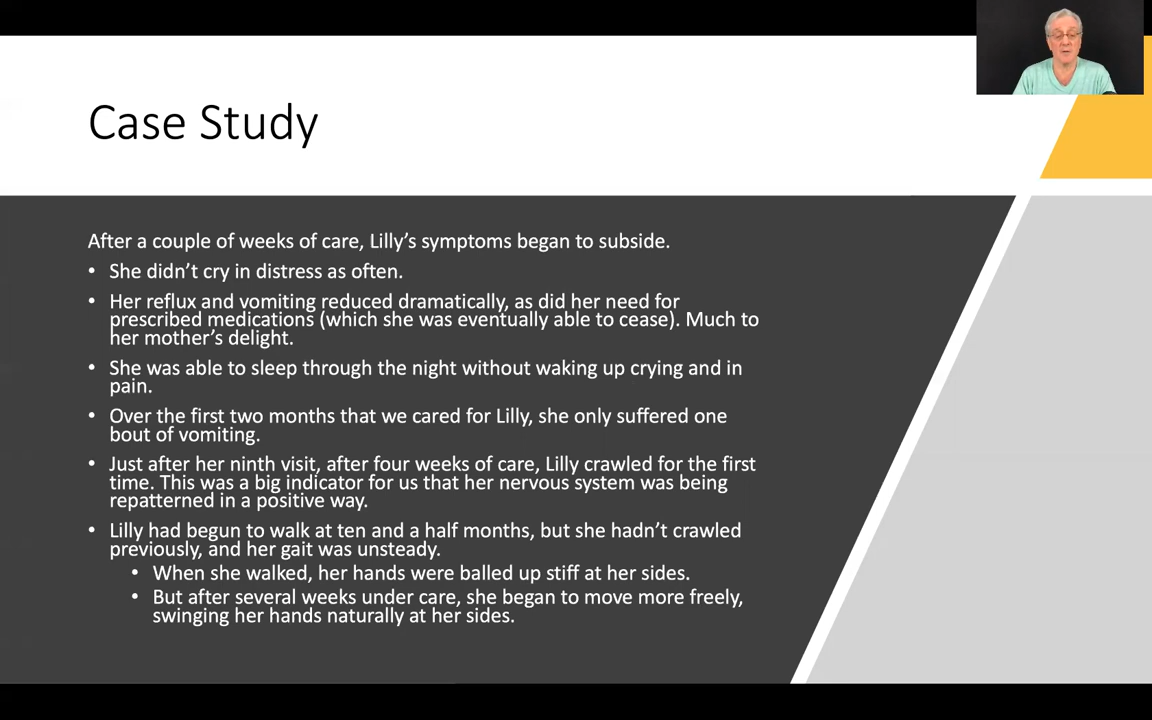 Case Study
After a couple of weeks of care, Lilly's symptoms began to subside.
• She didn't cry in distress as often.
• Her reflux and vomiting reduced dramatically, as did her need for
prescribed medications (which she was eventually able to cease). Much to
her mother's delight.
• She was able to sleep through the night without waking up crying and in
pain.
• Over the first two months that we cared for Lilly, she only suffered one
bout of vomiting.
• Just after her ninth visit, after four weeks of care, Lilly crawled for the first
time. This was a big indicator for us that her nervous system was being
repatterned in a positive way.
• Lilly had begun to walk at ten and a half months, but she hadn't crawled
previously, and her gait was unsteady.
• When she walked, her hands were balled up stiff at her sides.
• But after several weeks under care, she began to move more freely,
swinging her hands naturally at her sides.